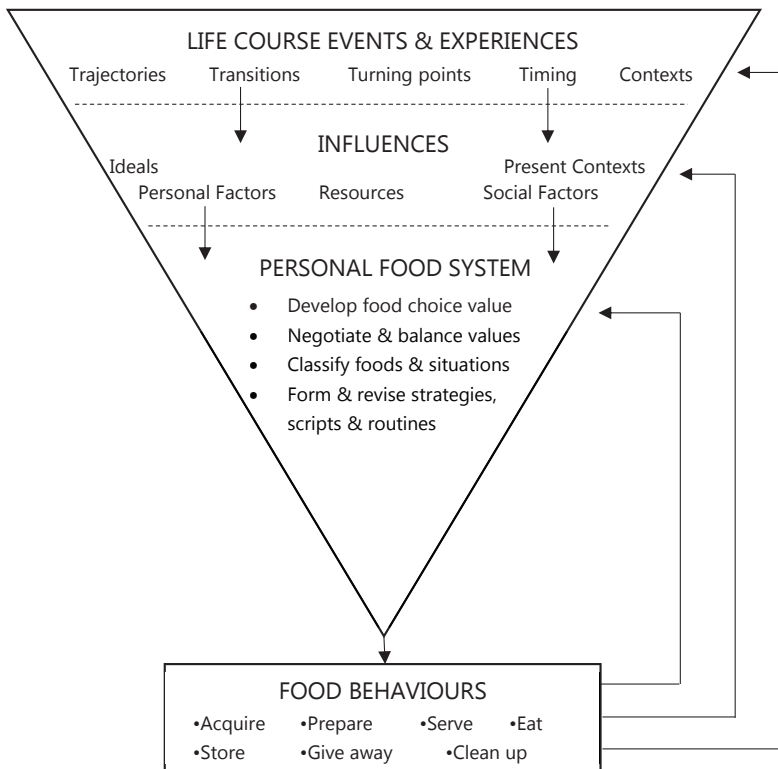 LIFE COURSE EVENTS & EXPERIENCES
Trajectories Transitions Turning points Timing Contexts
INFLUENCES
Ideals Present Contexts
Personal Factors Resources Social Factors
PERSONAL FOOD SYSTEM
• Develop food choice value
• Negotiate & balance values
• Classify foods & situations
• Form & revise strategies,
scripts & routines
FOOD BEHAVIOURS
•Acquire •Prepare •Serve •Eat
•Store •Give away •Clean up